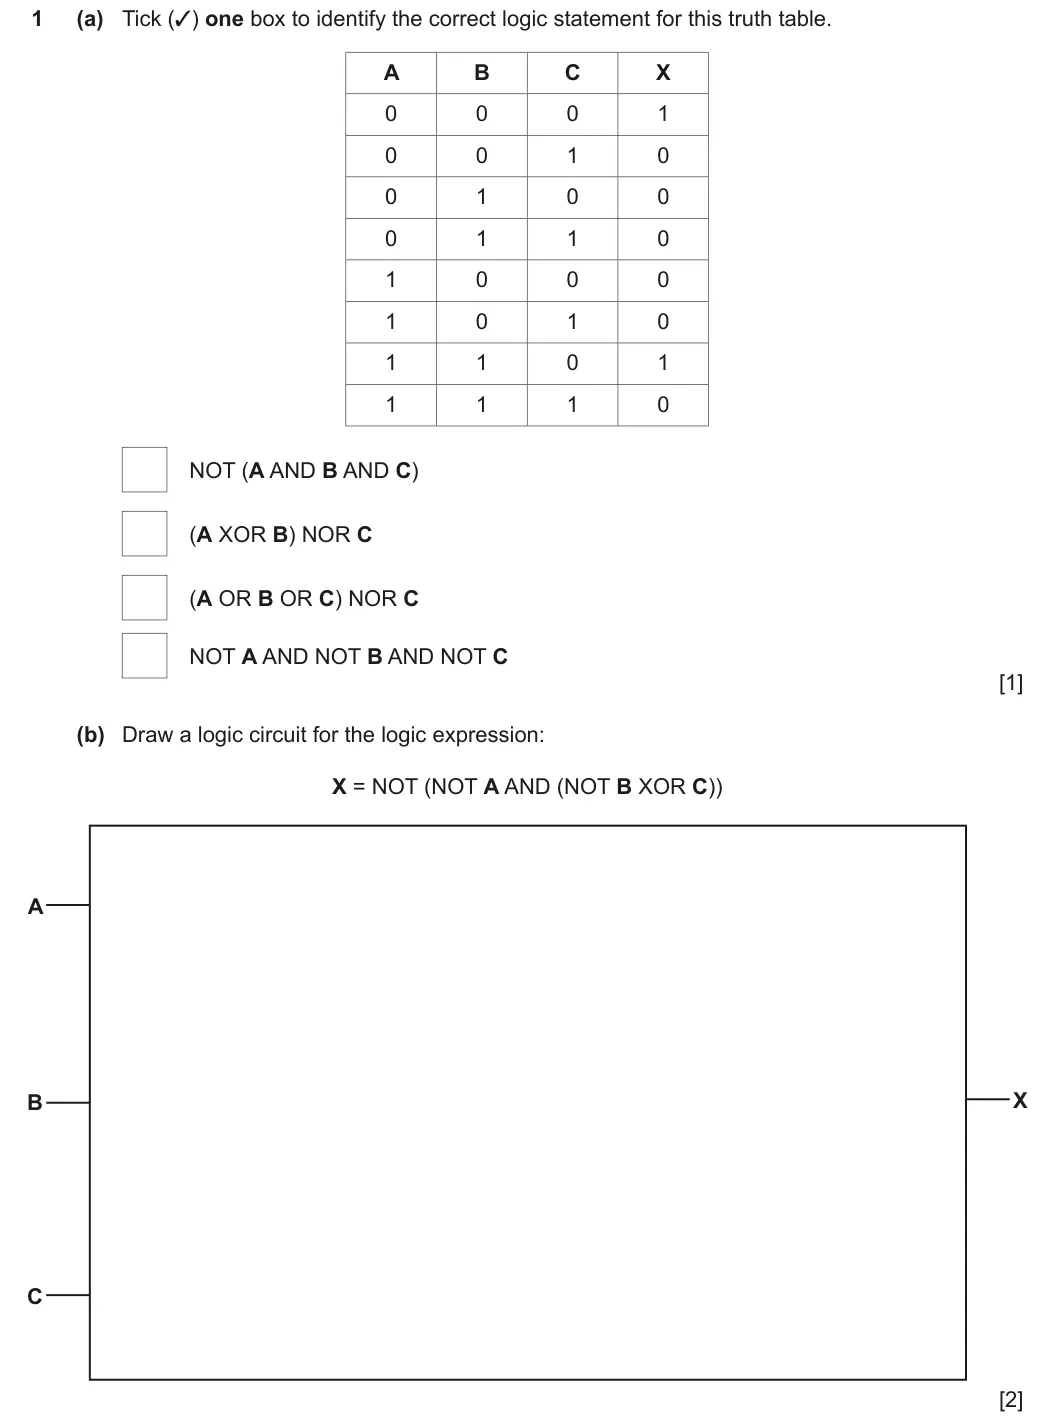 1 (a) Tick (✓) one box to identify the correct logic statement for this truth table.
A B C X
0 0 0 1
0 0 1 0
0 1 0 0
0 1 1 0
1 0 0 0
1 0 1 0
1 1 0 1
1 1 1 0
NOT (A AND B AND C)
(A XOR B) NOR C
(A OR B OR C) NOR C
NOT A AND NOT B AND NOT C
[1]
(b) Draw a logic circuit for the logic expression:
X = NOT (NOT A AND (NOT B XOR C))
A
B
X
C
[2]